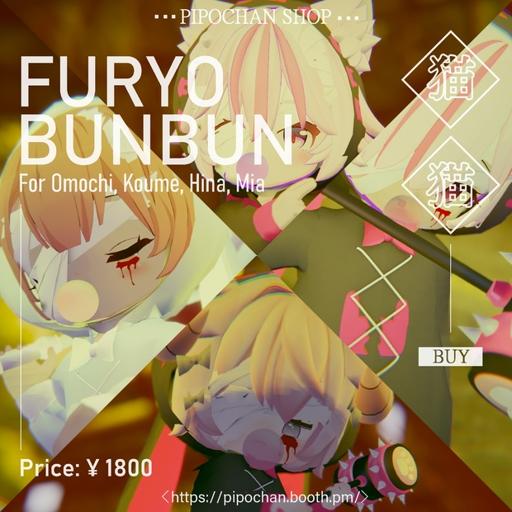 •••PIPOCHAN SHOP•••
FURYO
BUNBUN
For Omochi, Koume, Hina, Mia
猫
猫
BUY
Price: ¥ 1800
<https://pipochan.booth.pm/>